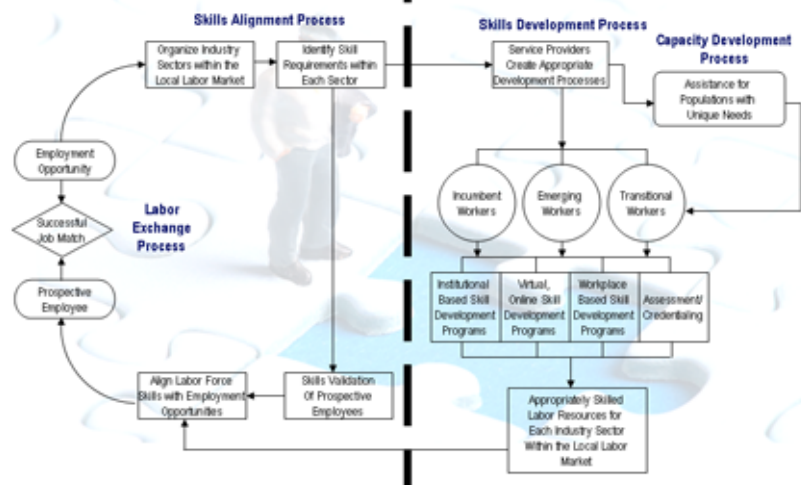 Skills Alignment Process
Organize Industry
Sectors within the
Local Labor Market
Identify Skill
Requirements within
Each Sector
Employment
Opportunity
Successful
Job Match
Labor
Exchange
Process
Prospective
Employee
Align Labor Force
Skills with Employment
Opportunities
Skills Validation
Of Prospective
Employees
Skills Development Process
Service Providers
Create Appropriate
Development Processes
Capacity Development
Process
Assistance for
Populations with
Unique Needs
Incumbent
Workers
Emerging
Workers
Transitional
Workers
Institutional
Based Skill
Development
Programs
Virtual,
Online Skill
Development
Programs
Workplace
Based Skill
Development
Programs
Assessment/
Credentialing
Appropriately Skilled
Labor Resources for
Each Industry Sector
Within the Local Labor
Market